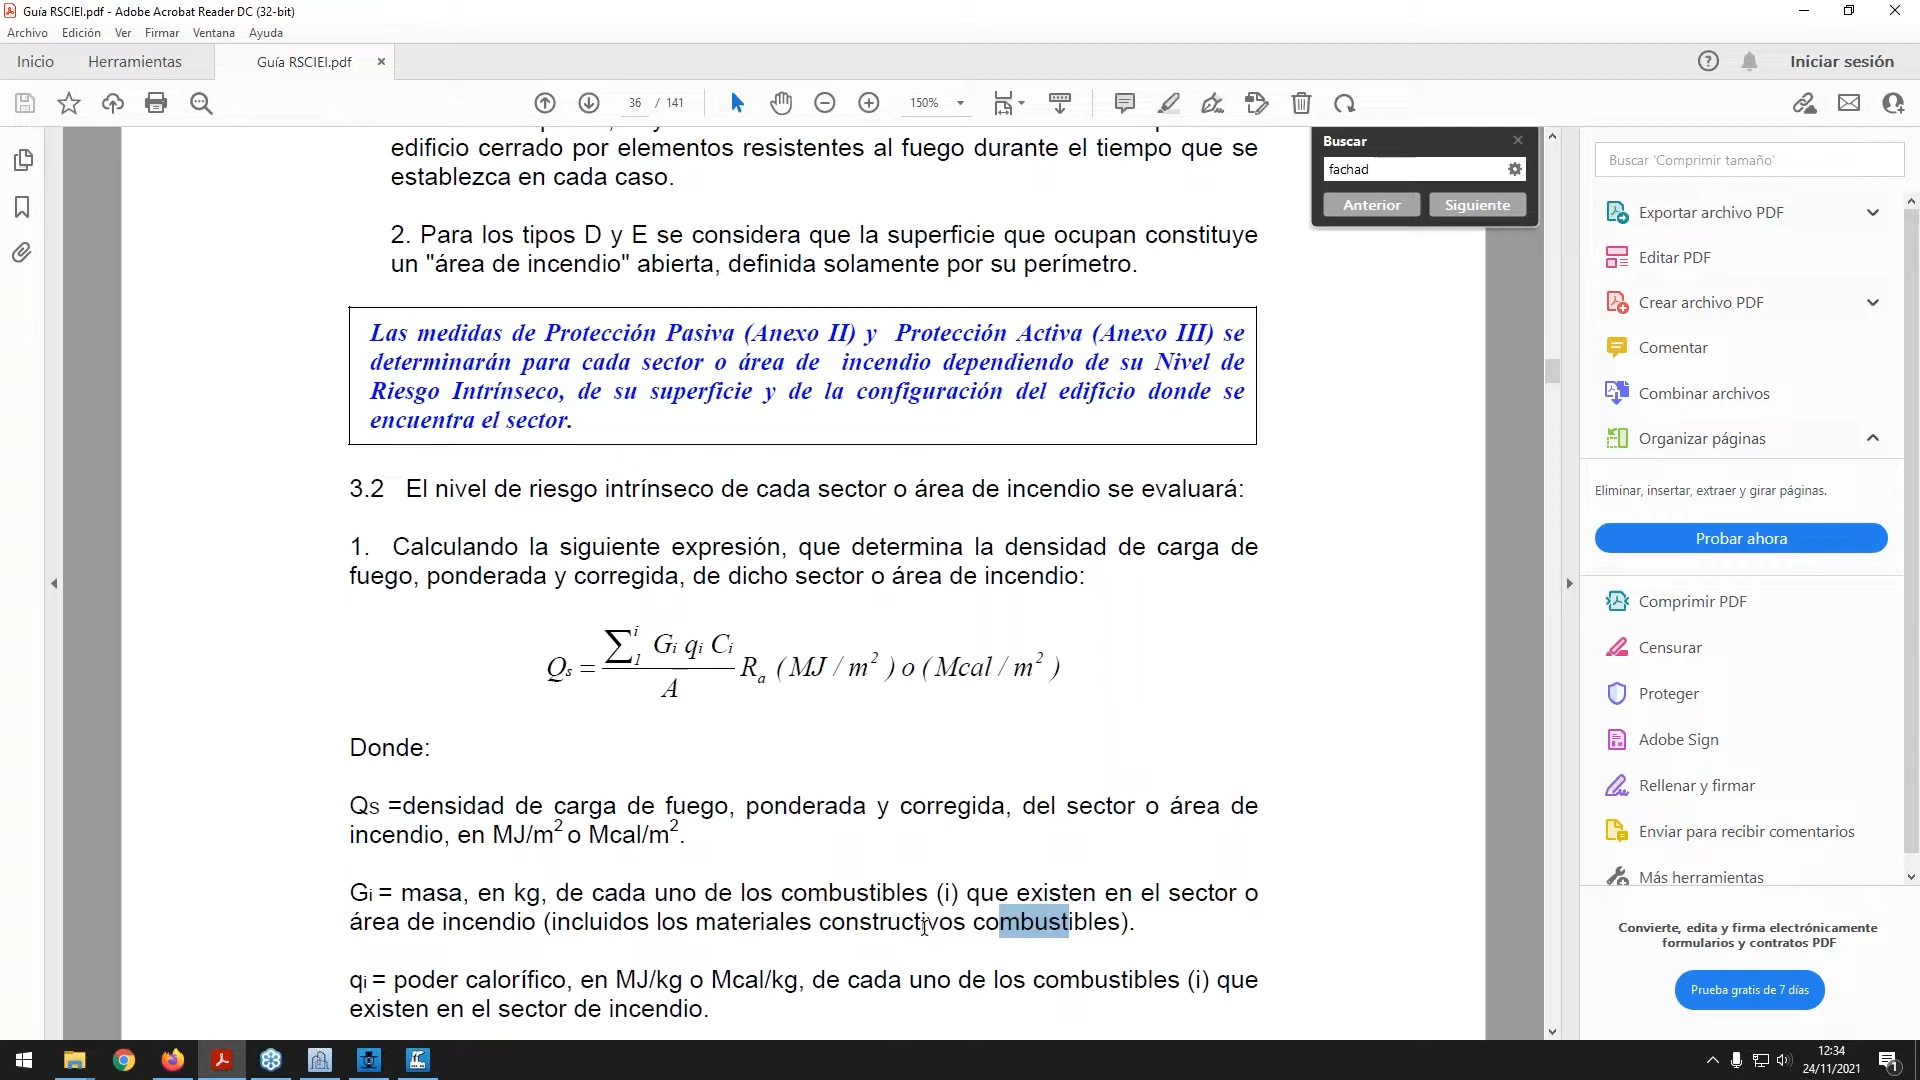 Guía RSCIEI.pdf - Adobe Acrobat Reader DC (32-bit)
Archivo Edición Ver Firmar Ventana Ayuda
Inicio Herramientas Guía RSCIEI.pdf × Iniciar sesión
36 / 141 150%
edificio cerrado por elementos resistentes al fuego durante el tiempo que se
establezca en cada caso.
2. Para los tipos D y E se considera que la superficie que ocupan constituye
un "área de incendio" abierta, definida solamente por su perímetro.
Las medidas de Protección Pasiva (Anexo II) y Protección Activa (Anexo III) se
determinarán para cada sector o área de incendio dependiendo de su Nivel de
Riesgo Intrínseco, de su superficie y de la configuración del edificio donde se
encuentra el sector.
3.2 El nivel de riesgo intrínseco de cada sector o área de incendio se evaluará:
1. Calculando la siguiente expresión, que determina la densidad de carga de
fuego, ponderada y corregida, de dicho sector o área de incendio:
Qs = ∑₁ⁱ Gi qi Ci / A Ra ( MJ / m² ) o ( Mcal / m² )
Donde:
QS =densidad de carga de fuego, ponderada y corregida, del sector o área de
incendio, en MJ/m² o Mcal/m².
Gi = masa, en kg, de cada uno de los combustibles (i) que existen en el sector o
área de incendio (incluidos los materiales constructivos combustibles).
qi = poder calorífico, en MJ/kg o Mcal/kg, de cada uno de los combustibles (i) que
existen en el sector de incendio.
Buscar
fachad
Anterior Siguiente
Buscar 'Comprimir tamaño'
Exportar archivo PDF
Editar PDF
Crear archivo PDF
Comentar
Combinar archivos
Organizar páginas
Eliminar, insertar, extraer y girar páginas.
Probar ahora
Comprimir PDF
Censurar
Proteger
Adobe Sign
Rellenar y firmar
Enviar para recibir comentarios
Más herramientas
Convierte, edita y firma electrónicamente
formularios y contratos PDF
Prueba gratis de 7 días
12:34
24/11/2021
1